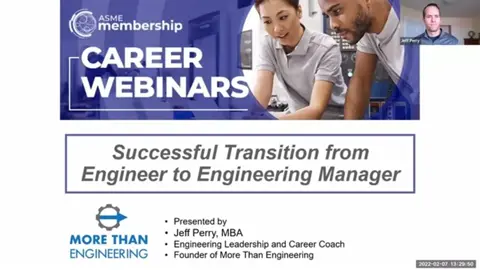 ASME
membership
CAREER
WEBINARS
Jeff Perry
Successful Transition from
Engineer to Engineering Manager
MORE THAN
ENGINEERING
• Presented by
• Jeff Perry, MBA
• Engineering Leadership and Career Coach
• Founder of More Than Engineering
2022-02-07 13:29:50